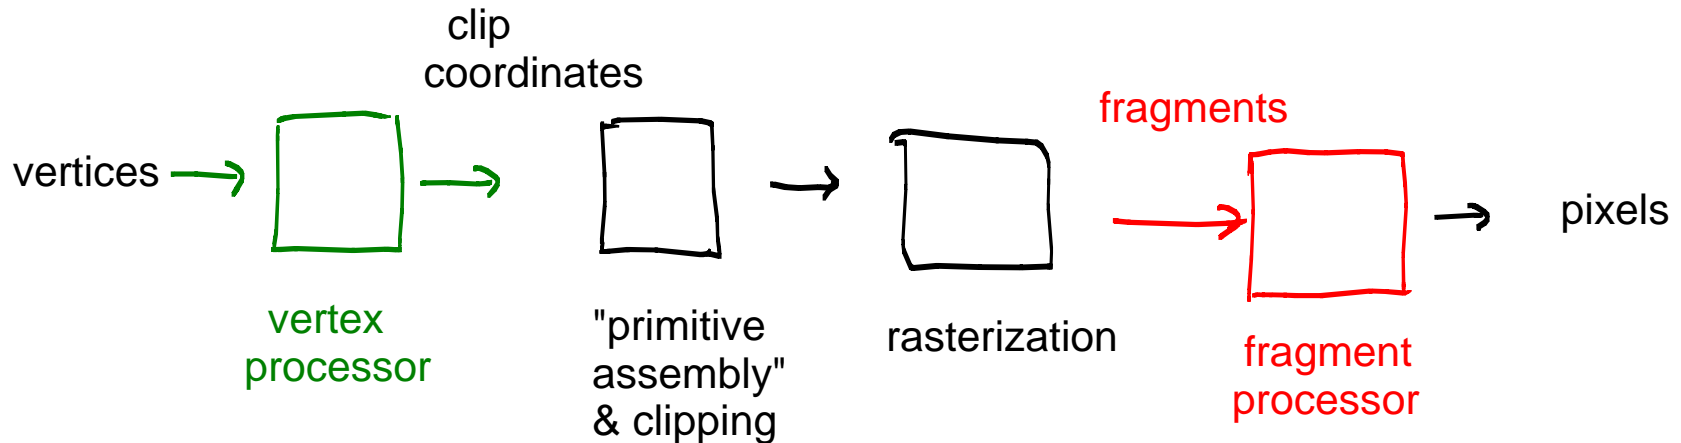 clip
coordinates
fragments
vertices
pixels
vertex
processor
"primitive
assembly"
& clipping
rasterization
fragment
processor